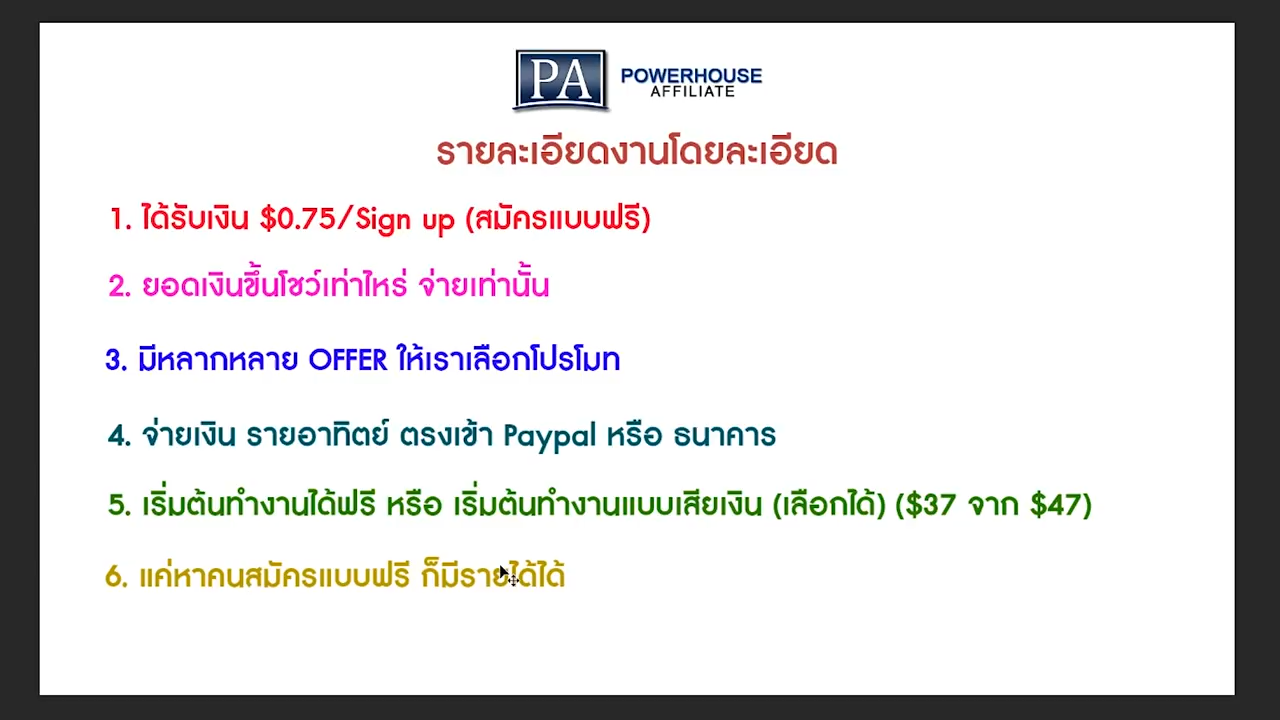 PA
POWERHOUSE
AFFILIATE
รายละเอียดงานโดยละเอียด
1. ได้รับเงิน $0.75/Sign up (สมัครแบบฟรี)
2. ยอดเงินขึ้นโชว์เท่าไหร่ จ่ายเท่านั้น
3. มีหลากหลาย OFFER ให้เราเลือกโปรโมท
4. จ่ายเงิน รายอาทิตย์ ตรงเข้า Paypal หรือ ธนาคาร
5. เริ่มต้นทำงานได้ฟรี หรือ เริ่มต้นทำงานแบบเสียเงิน (เลือกได้) ($37 จาก $47)
6. แค่หาคนสมัครแบบฟรี ก็มีรายได้ได้